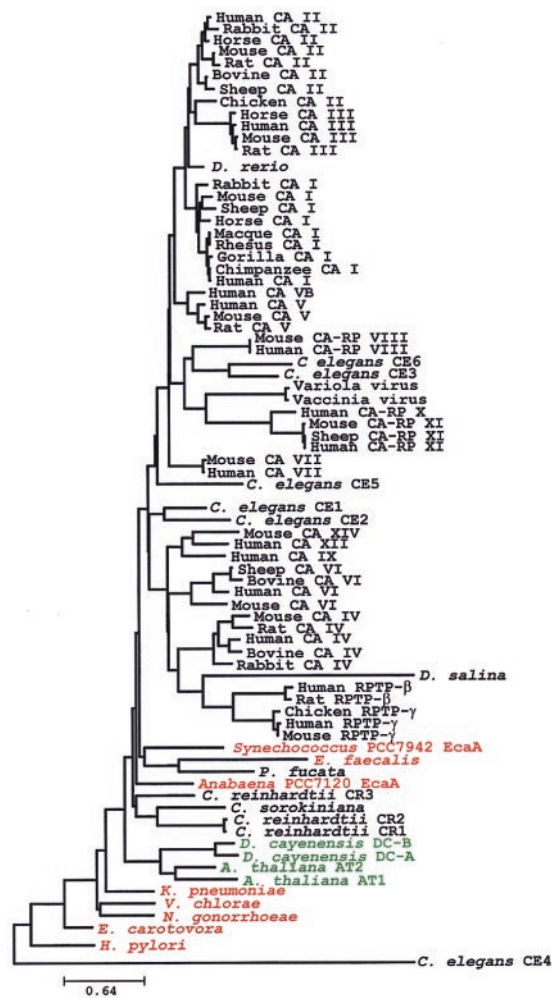 Human CA II
Rabbit CA II
Horse CA II
Mouse CA II
Rat CA II
Bovine CA II
Sheep CA II
Chicken CA II
Horse CA III
Human CA III
Mouse CA III
Rat CA III
D. rerio
Rabbit CA I
Mouse CA I
Sheep CA I
Horse CA I
Macque CA I
Rhesus CA I
Gorilla CA I
Chimpanzee CA I
Human CA I
Human CA VB
Human CA V
Mouse CA V
Rat CA V
Mouse CA-RP VIII
Human CA-RP VIII
C elegans CE6
C. elegans CE3
Variola virus
Vaccinia virus
Human CA-RP X
Mouse CA-RP XI
Sheep CA-RP XI
Human CA-RP XI
Mouse CA VII
Human CA VII
C. elegans CE5
C. elegans CE1
C. elegans CE2
Mouse CA XIV
Human CA XII
Human CA IX
Sheep CA VI
Bovine CA VI
Human CA VI
Mouse CA VI
Mouse CA IV
Rat CA IV
Human CA IV
Bovine CA IV
Rabbit CA IV
D. salina
Human RPTP-β
Rat RPTP-β
Chicken RPTP-γ
Human RPTP-γ
Mouse RPTP-γ
Synechococcus PCC7942 EcaA
E. faecalis
P. fucata
Anabaena PCC7120 EcaA
C. reinhardtii CR3
C. sorokiniana
C. reinhardtii CR2
C. reinhardtii CR1
D. cayenensis DC-B
D. cayenensis DC-A
A. thaliana AT2
A. thaliana AT1
K. pneumoniae
V. chlorae
N. gonorrhoeae
E. carotovora
H. pylori
C. elegans CE4
0.64